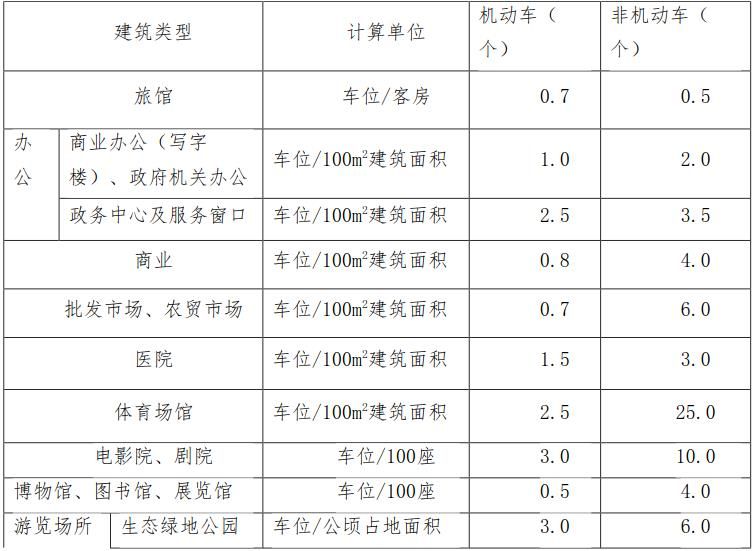 建筑类型 计算单位 机动车（个） 非机动车（个）
旅馆 车位/客房 0.7 0.5
办公 商业办公（写字楼）、政府机关办公 车位/100m²建筑面积 1.0 2.0
政务中心及服务窗口 车位/100m²建筑面积 2.5 3.5
商业 车位/100m²建筑面积 0.8 4.0
批发市场、农贸市场 车位/100m²建筑面积 0.7 6.0
医院 车位/100m²建筑面积 1.5 3.0
体育场馆 车位/100m²建筑面积 2.5 25.0
电影院、剧院 车位/100座 3.0 10.0
博物馆、图书馆、展览馆 车位/100座 0.5 4.0
游览场所 生态绿地公园 车位/公顷占地面积 3.0 6.0